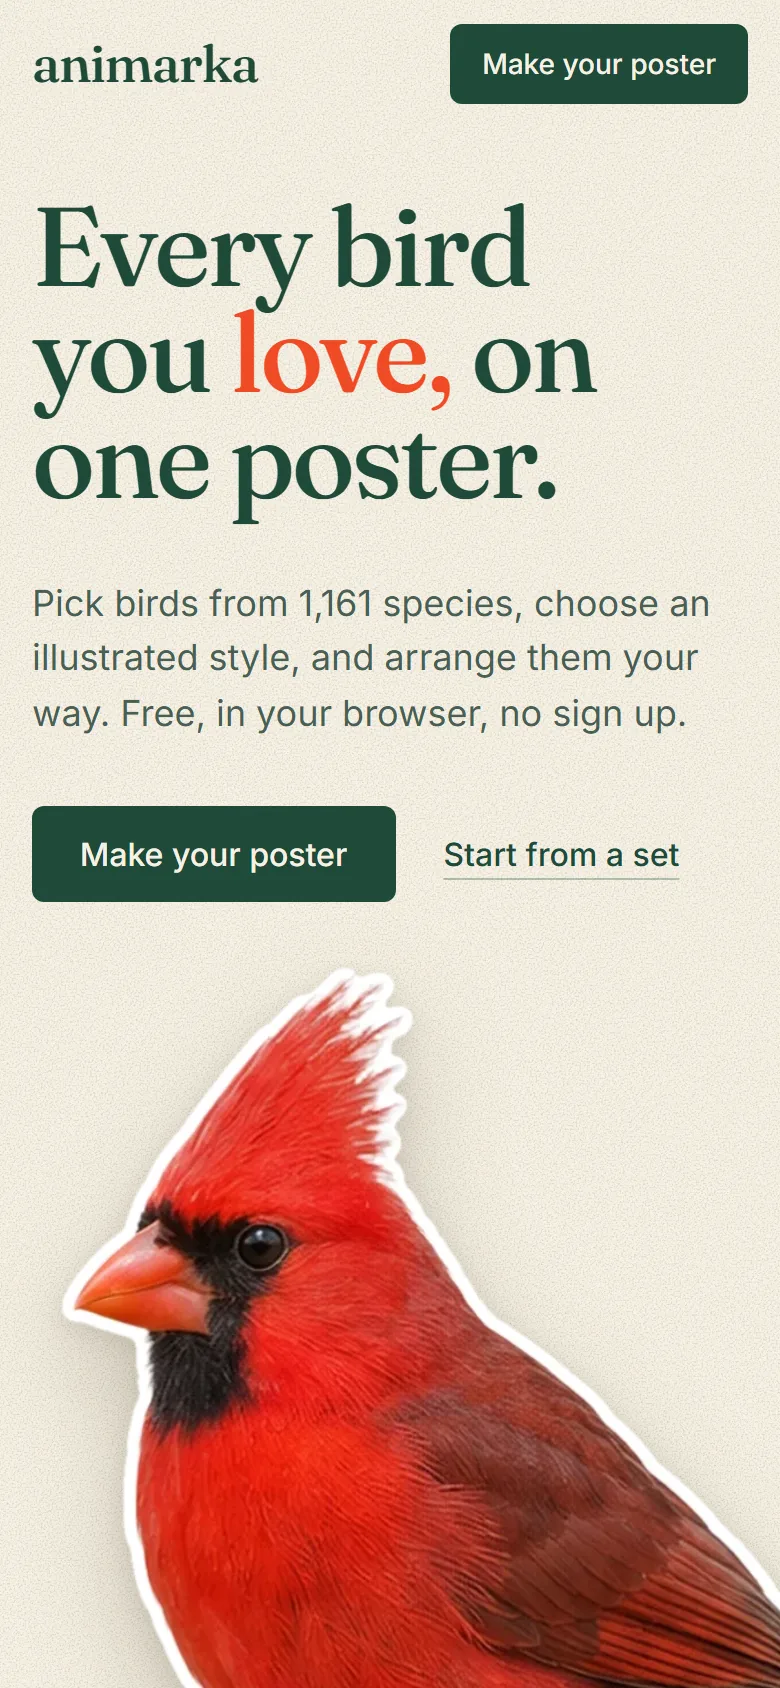 animarka
Make your poster
Every bird
you love, on
one poster.
Pick birds from 1,161 species, choose an
illustrated style, and arrange them your
way. Free, in your browser, no sign up.
Make your poster
Start from a set